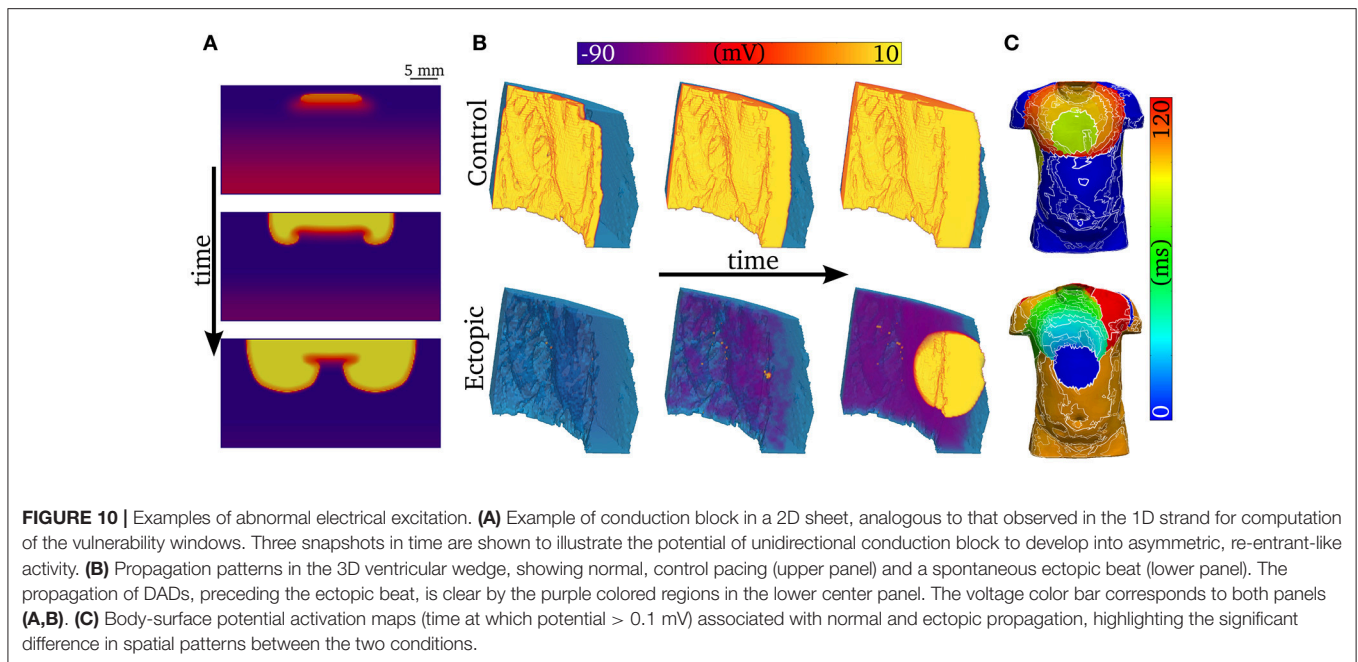 A
B
C
5 mm
-90
(mV)
10
Control
time
120
(ms)
0
time
Ectopic
FIGURE 10 | Examples of abnormal electrical excitation. (A) Example of conduction block in a 2D sheet, analogous to that observed in the 1D strand for computation
of the vulnerability windows. Three snapshots in time are shown to illustrate the potential of unidirectional conduction block to develop into asymmetric, re-entrant-like
activity. (B) Propagation patterns in the 3D ventricular wedge, showing normal, control pacing (upper panel) and a spontaneous ectopic beat (lower panel). The
propagation of DADs, preceding the ectopic beat, is clear by the purple colored regions in the lower center panel. The voltage color bar corresponds to both panels
(A,B). (C) Body-surface potential activation maps (time at which potential > 0.1 mV) associated with normal and ectopic propagation, highlighting the significant
difference in spatial patterns between the two conditions.